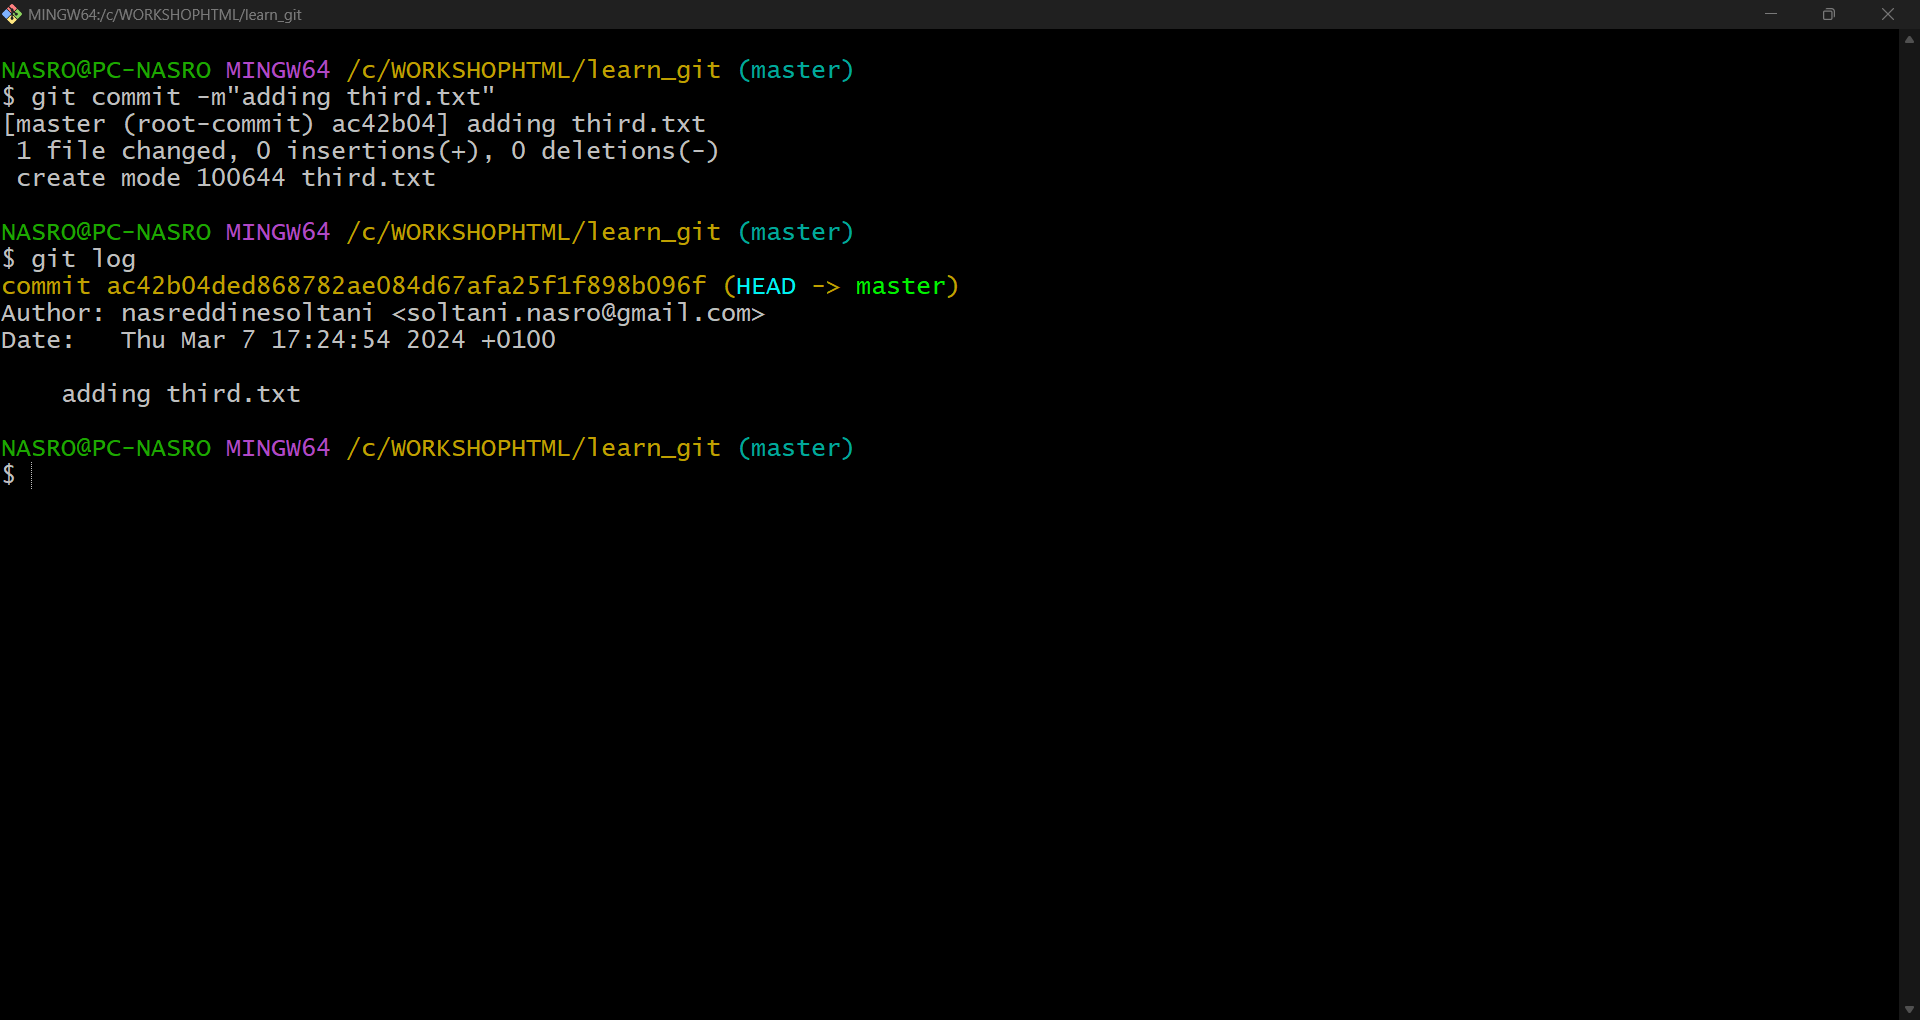 MINGW64:/c/WORKSHOPHTML/learn_git
NASRO@PC-NASRO MINGW64 /c/WORKSHOPHTML/learn_git (master)
$ git commit -m"adding third.txt"
[master (root-commit) ac42b04] adding third.txt
 1 file changed, 0 insertions(+), 0 deletions(-)
 create mode 100644 third.txt
NASRO@PC-NASRO MINGW64 /c/WORKSHOPHTML/learn_git (master)
$ git log
commit ac42b04ded868782ae084d67afa25f1f898b096f (HEAD -> master)
Author: nasreddinesoltani <soltani.nasro@gmail.com>
Date:   Thu Mar 7 17:24:54 2024 +0100
    adding third.txt
NASRO@PC-NASRO MINGW64 /c/WORKSHOPHTML/learn_git (master)
$